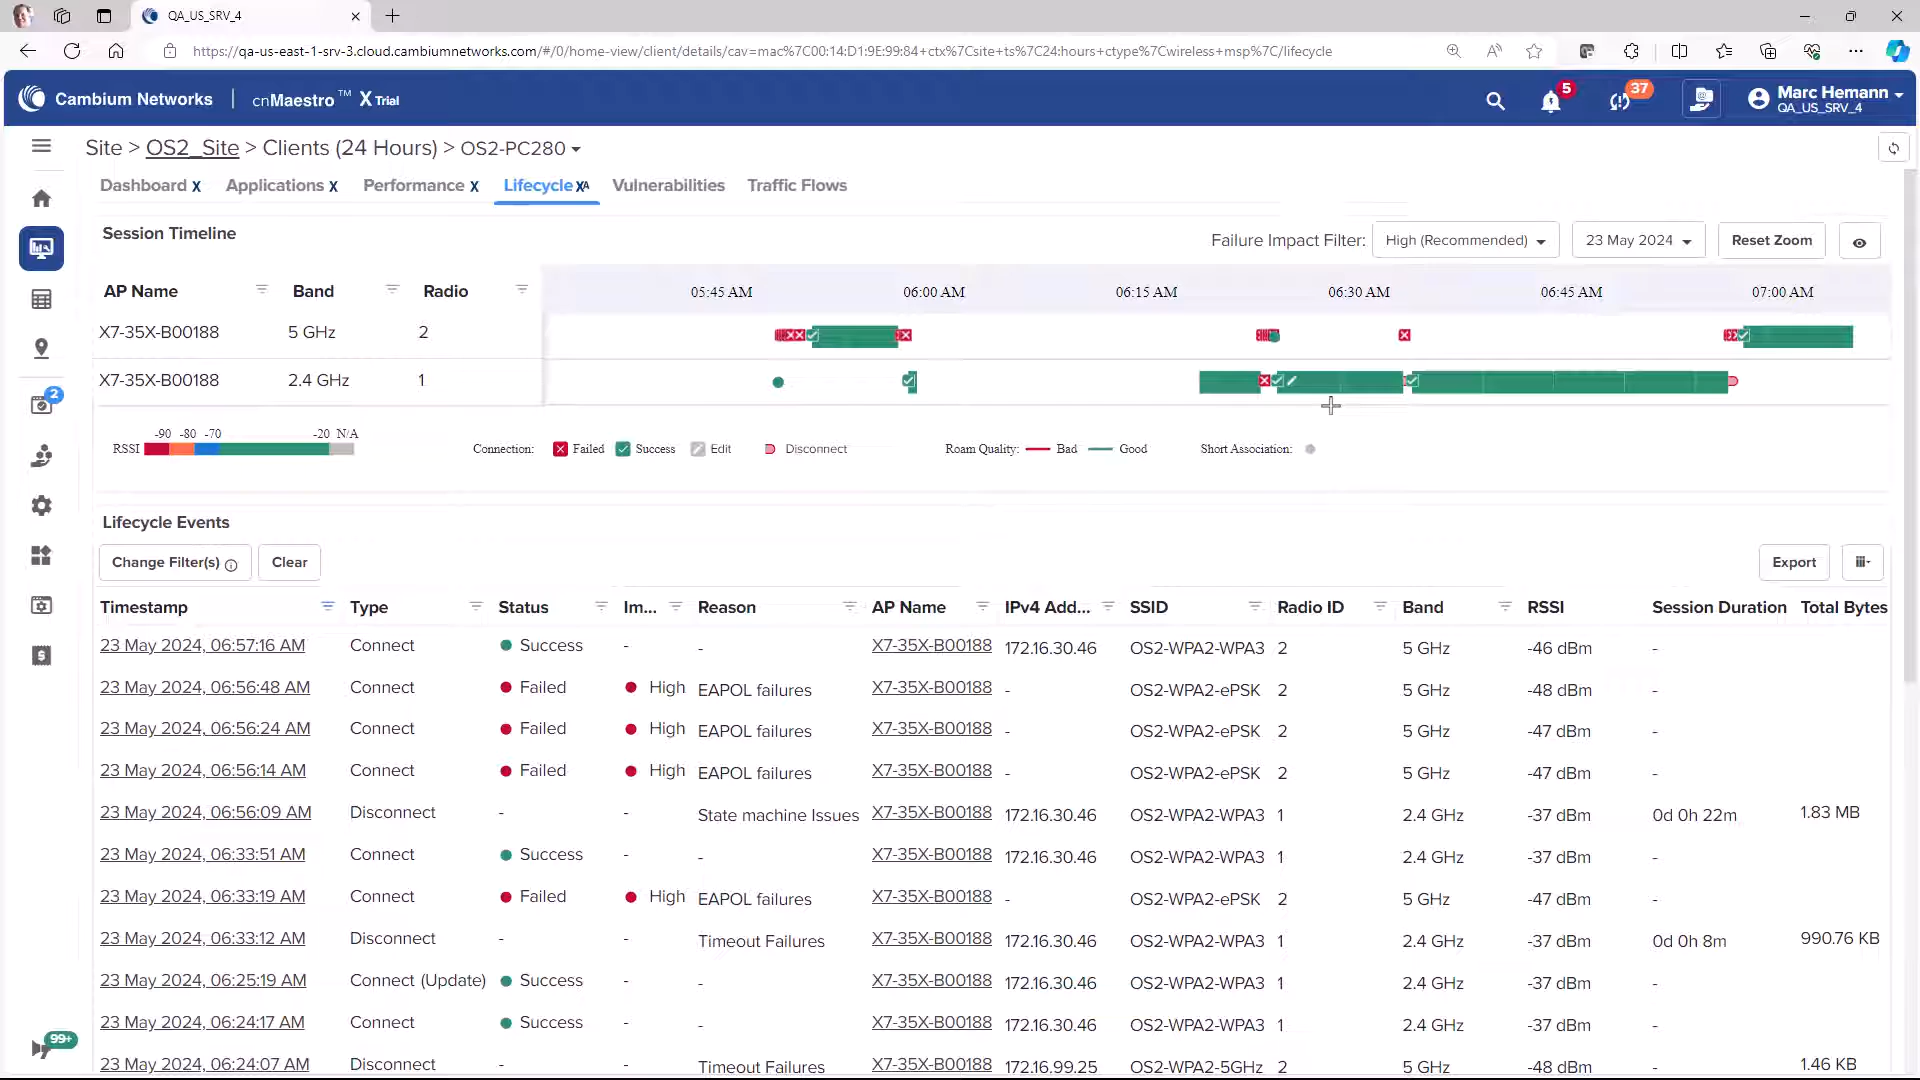 QA_US_SRV_4
https://qa-us-east-1-srv-3.cloud.cambiumnetworks.com/#/0/home-view/client/details/cav=mac%7C00:14:D1:9E:99:84+ctx%7Csite+ts%7C24:hours+ctype%7Cwireless+msp%7C/lifecycle
Cambium Networks | cnMaestro™ X Trial
5
37
Marc Hemann
QA_US_SRV_4
Site > OS2_Site > Clients (24 Hours) > OS2-PC280
Dashboard X Applications X Performance X Lifecycle XA Vulnerabilities Traffic Flows
Session Timeline
Failure Impact Filter: High (Recommended) 23 May 2024 Reset Zoom
AP Name Band Radio 05:45 AM 06:00 AM 06:15 AM 06:30 AM 06:45 AM 07:00 AM
X7-35X-B00188 5 GHz 2
X7-35X-B00188 2.4 GHz 1
2
-90 -80 -70 -20 N/A
RSSI Connection: Failed Success Edit Disconnect Roam Quality: Bad Good Short Association:
Lifecycle Events
Change Filter(s) Clear Export
Timestamp Type Status Im... Reason AP Name IPv4 Add... SSID Radio ID Band RSSI Session Duration Total Bytes
23 May 2024, 06:57:16 AM Connect Success - - X7-35X-B00188 172.16.30.46 OS2-WPA2-WPA3 2 5 GHz -46 dBm -
23 May 2024, 06:56:48 AM Connect Failed High EAPOL failures X7-35X-B00188 - OS2-WPA2-ePSK 2 5 GHz -48 dBm -
23 May 2024, 06:56:24 AM Connect Failed High EAPOL failures X7-35X-B00188 - OS2-WPA2-ePSK 2 5 GHz -47 dBm -
23 May 2024, 06:56:14 AM Connect Failed High EAPOL failures X7-35X-B00188 - OS2-WPA2-ePSK 2 5 GHz -47 dBm -
23 May 2024, 06:56:09 AM Disconnect - - State machine Issues X7-35X-B00188 172.16.30.46 OS2-WPA2-WPA3 1 2.4 GHz -37 dBm 0d 0h 22m 1.83 MB
23 May 2024, 06:33:51 AM Connect Success - - X7-35X-B00188 172.16.30.46 OS2-WPA2-WPA3 1 2.4 GHz -37 dBm -
23 May 2024, 06:33:19 AM Connect Failed High EAPOL failures X7-35X-B00188 - OS2-WPA2-ePSK 2 5 GHz -47 dBm -
23 May 2024, 06:33:12 AM Disconnect - - Timeout Failures X7-35X-B00188 172.16.30.46 OS2-WPA2-WPA3 1 2.4 GHz -37 dBm 0d 0h 8m 990.76 KB
23 May 2024, 06:25:19 AM Connect (Update) Success - - X7-35X-B00188 172.16.30.46 OS2-WPA2-WPA3 1 2.4 GHz -37 dBm -
23 May 2024, 06:24:17 AM Connect Success - - X7-35X-B00188 172.16.30.46 OS2-WPA2-WPA3 1 2.4 GHz -37 dBm -
99+
23 May 2024, 06:24:07 AM Disconnect - - Timeout Failures X7-35X-B00188 172.16.99.25 OS2-WPA2-5GHz 2 5 GHz -48 dBm 1.46 KB